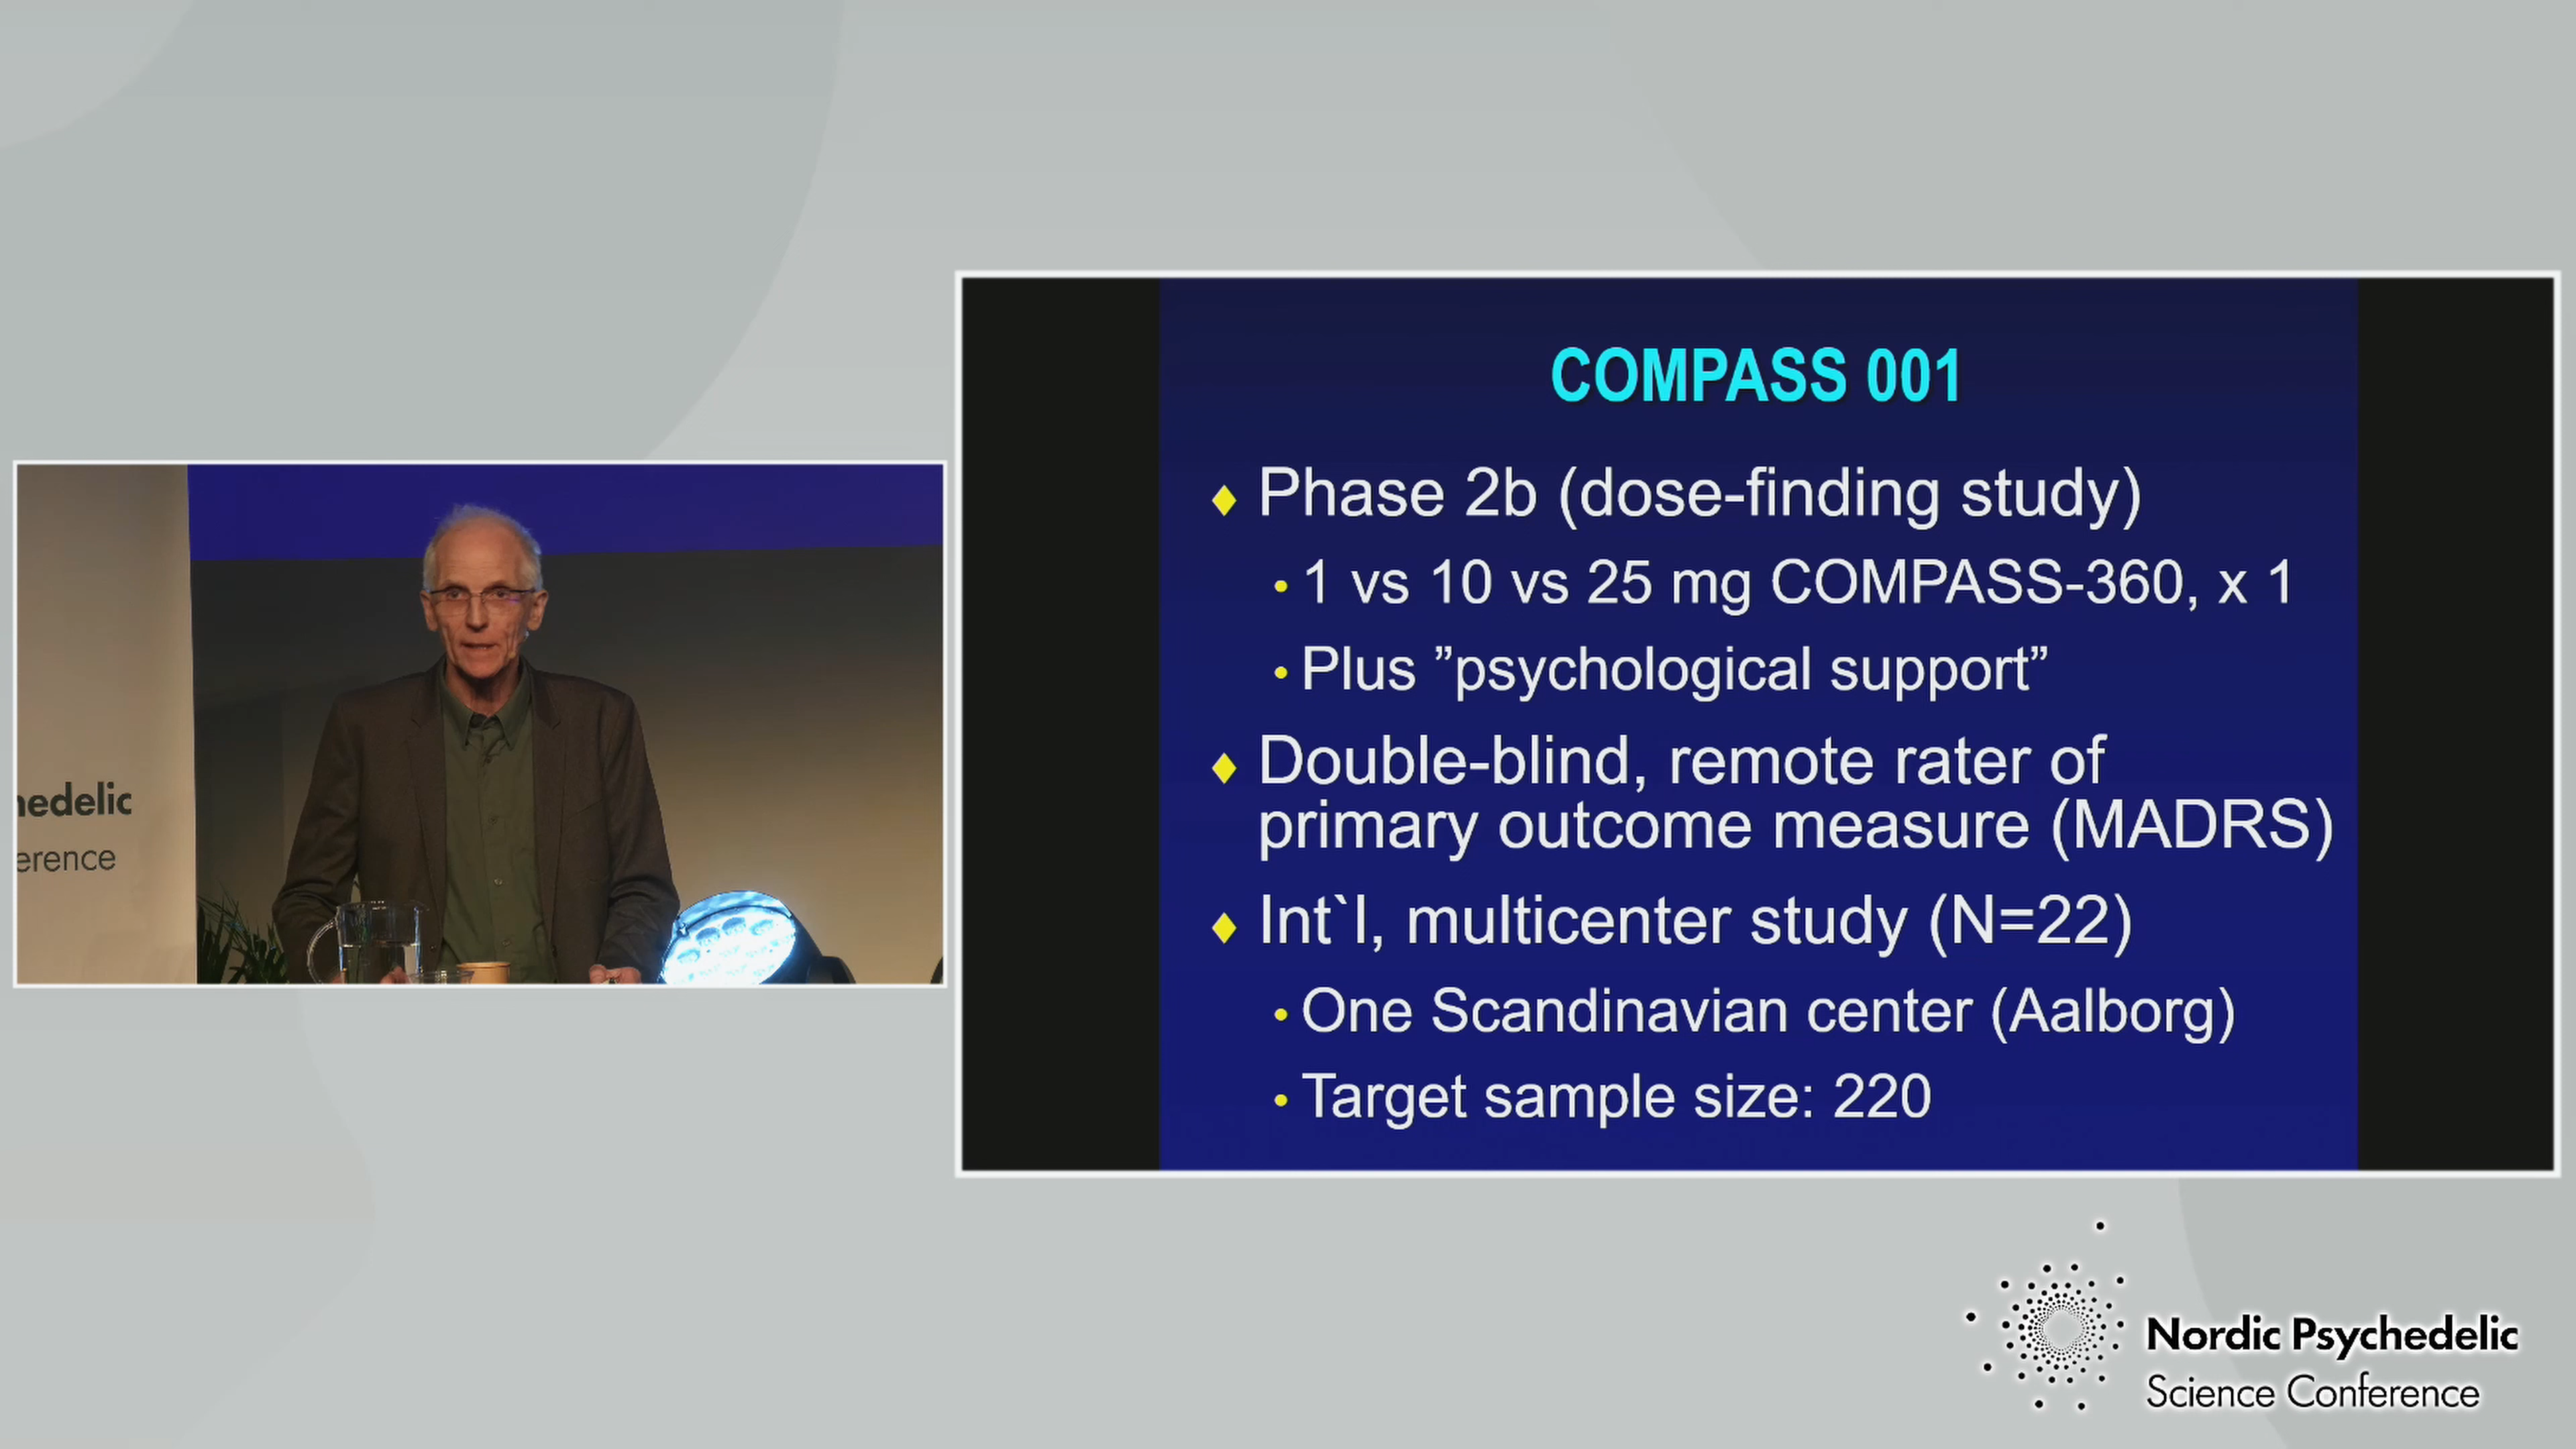 hedelic
erence
COMPASS 001
Phase 2b (dose-finding study)
1 vs 10 vs 25 mg COMPASS-360, x 1
Plus ”psychological support”
Double-blind, remote rater of
primary outcome measure (MADRS)
Int`l, multicenter study (N=22)
One Scandinavian center (Aalborg)
Target sample size: 220
Nordic Psychedelic
Science Conference